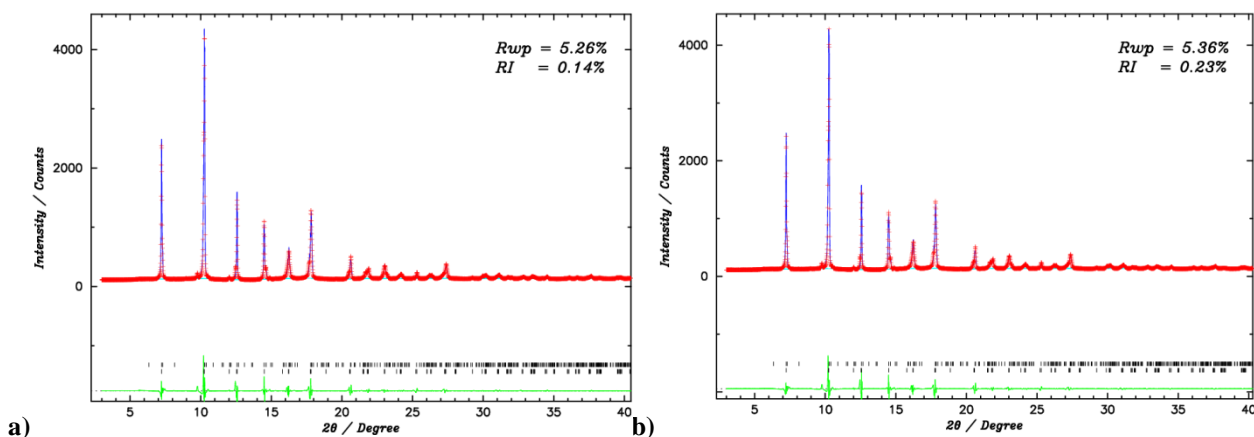 Rwp = 5.26%
RI = 0.14%
4000
2000
0
Intensity / Counts
5 10 15 20 25 30 35 40
2θ / Degree
a)
Rwp = 5.36%
RI = 0.23%
4000
2000
0
Intensity / Counts
5 10 15 20 25 30 35 40
2θ / Degree
b)